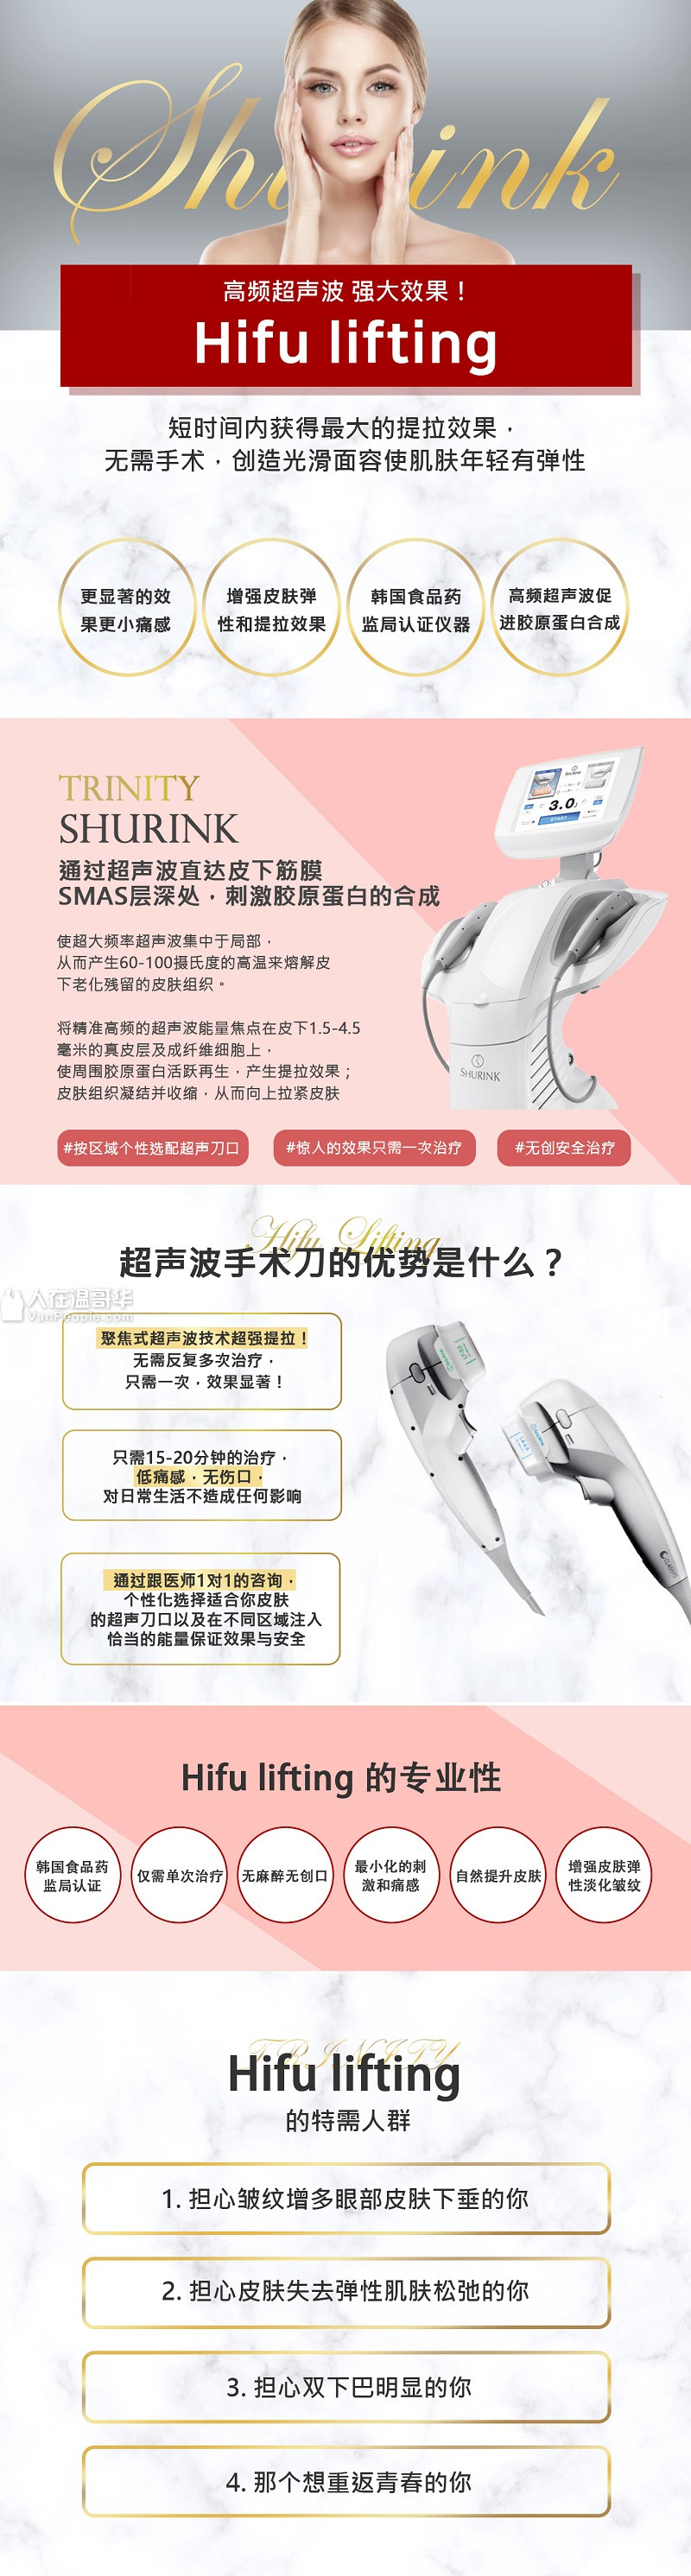 Shurink
高频超声波 强大效果！
Hifu lifting
短时间内获得最大的提拉效果，
无需手术，创造光滑面容使肌肤年轻有弹性
更显著的效
果更小痛感
增强皮肤弹
性和提拉效果
韩国食品药
监局认证仪器
高频超声波促
进胶原蛋白合成
TRINITY
SHURINK
通过超声波直达皮下筋膜
SMAS层深处，刺激胶原蛋白的合成
使超大频率超声波集中于局部，
从而产生60-100摄氏度的高温来熔解皮
下老化残留的皮肤组织。
将精准高频的超声波能量焦点在皮下1.5-4.5
毫米的真皮层及成纤维细胞上，
使周围胶原蛋白活跃再生，产生提拉效果；
皮肤组织凝结并收缩，从而向上拉紧皮肤
SHURINK
3.0
START
SHURINK
#按区域个性选配超声刀口
#惊人的效果只需一次治疗
#无创安全治疗
Hifu Lifting
超声波手术刀的优势是什么？
人在温哥华
VanPeople.com
聚焦式超声波技术超强提拉！
无需反复多次治疗，
只需一次，效果显著！
只需15-20分钟的治疗，
低痛感，无伤口，
对日常生活不造成任何影响
通过跟医师1对1的咨询，
个性化选择适合你皮肤
的超声刀口以及在不同区域注入
恰当的能量保证效果与安全
CLASSYS
Hifu lifting 的专业性
韩国食品药
监局认证
仅需单次治疗
无麻醉无创口
最小化的刺
激和痛感
自然提升皮肤
增强皮肤弹
性淡化皱纹
TRINITY
Hifu lifting
的特需人群
1. 担心皱纹增多眼部皮肤下垂的你
2. 担心皮肤失去弹性肌肤松弛的你
3. 担心双下巴明显的你
4. 那个想重返青春的你